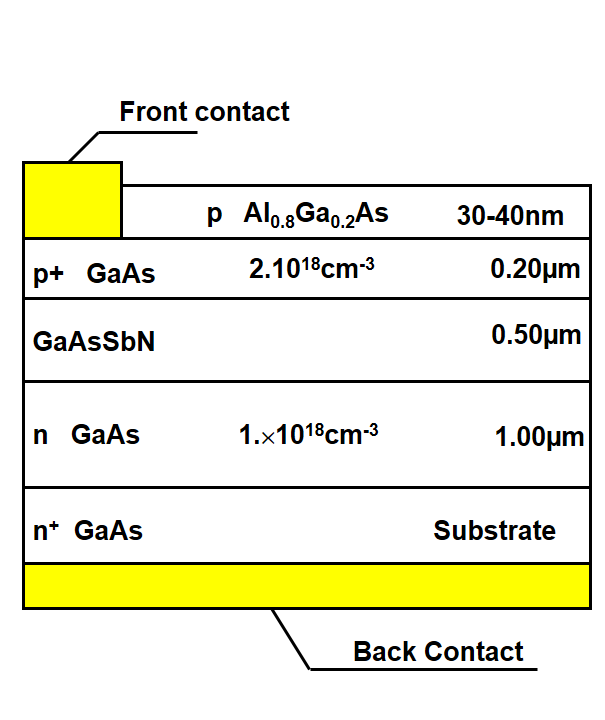 Front contact
p Al₀.₈Ga₀.₂As 30-40nm
p+ GaAs 2.10¹⁸cm⁻³ 0.20µm
GaAsSbN 0.50µm
n GaAs 1.×10¹⁸cm⁻³ 1.00µm
n⁺ GaAs Substrate
Back Contact